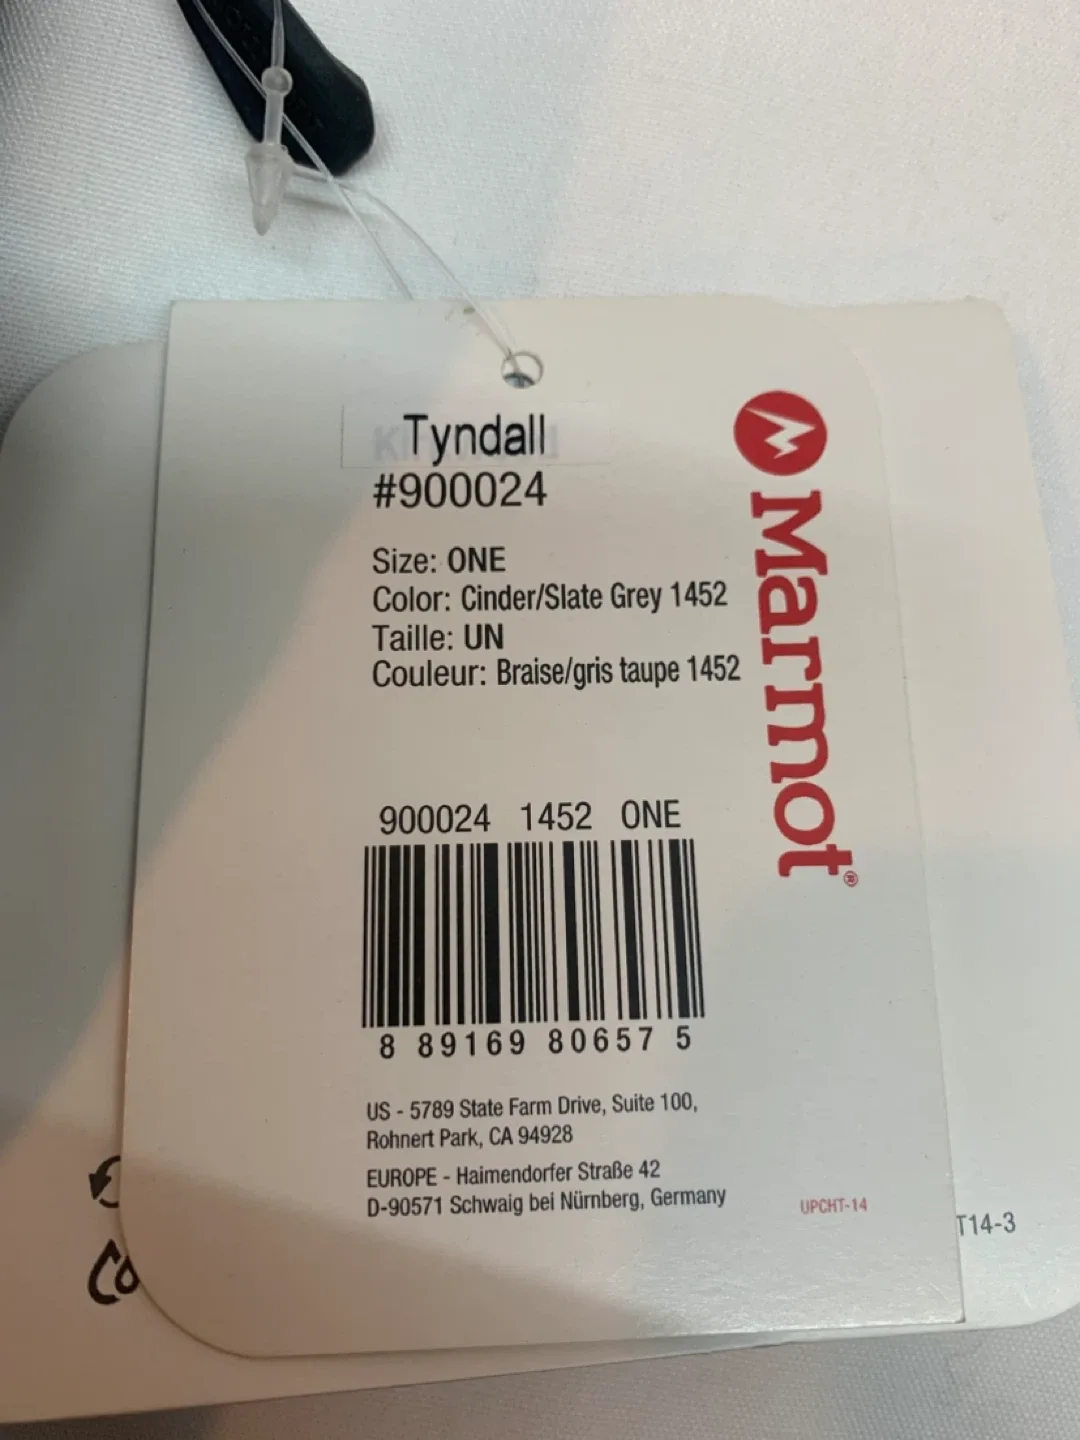 Tyndall
#900024
Size: ONE
Color: Cinder/Slate Grey 1452
Taille: UN
Couleur: Braise/gris taupe 1452
900024 1452 ONE
8 89169 80657 5
US - 5789 State Farm Drive, Suite 100,
Rohnert Park, CA 94928
EUROPE - Haimendorfer Straße 42
D-90571 Schwaig bei Nürnberg, Germany
UPCHT-14
Marmot®
T14-3